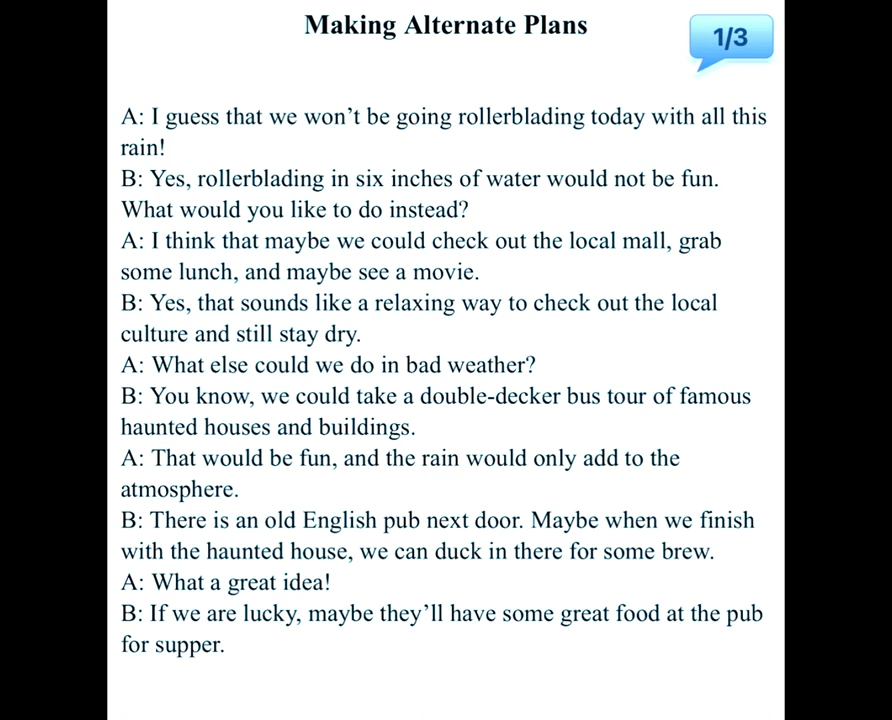 Making Alternate Plans
1/3
A: I guess that we won’t be going rollerblading today with all this
rain!
B: Yes, rollerblading in six inches of water would not be fun.
What would you like to do instead?
A: I think that maybe we could check out the local mall, grab
some lunch, and maybe see a movie.
B: Yes, that sounds like a relaxing way to check out the local
culture and still stay dry.
A: What else could we do in bad weather?
B: You know, we could take a double-decker bus tour of famous
haunted houses and buildings.
A: That would be fun, and the rain would only add to the
atmosphere.
B: There is an old English pub next door. Maybe when we finish
with the haunted house, we can duck in there for some brew.
A: What a great idea!
B: If we are lucky, maybe they’ll have some great food at the pub
for supper.